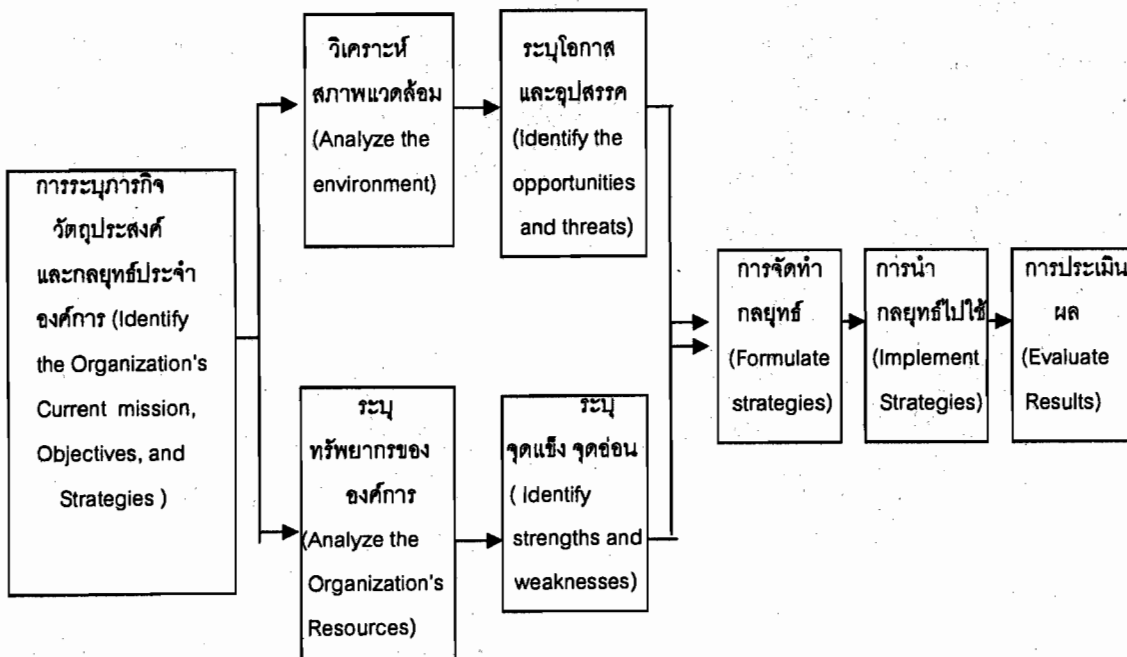 การระบุภารกิจ
วัตถุประสงค์
และกลยุทธ์ประจำ
องค์การ (Identify
the Organization's
Current mission,
Objectives, and
Strategies )
วิเคราะห์
สภาพแวดล้อม
(Analyze the
environment)
ระบุโอกาส
และอุปสรรค
(Identify the
opportunities
and threats)
ระบุ
ทรัพยากรของ
องค์การ
(Analyze the
Organization's
Resources)
ระบุ
จุดแข็ง จุดอ่อน
( Identify
strengths and
weaknesses)
การจัดทำ
กลยุทธ์
(Formulate
strategies)
การนำ
กลยุทธ์ไปใช้
(Implement
Strategies)
การประเมิน
ผล
(Evaluate
Results)